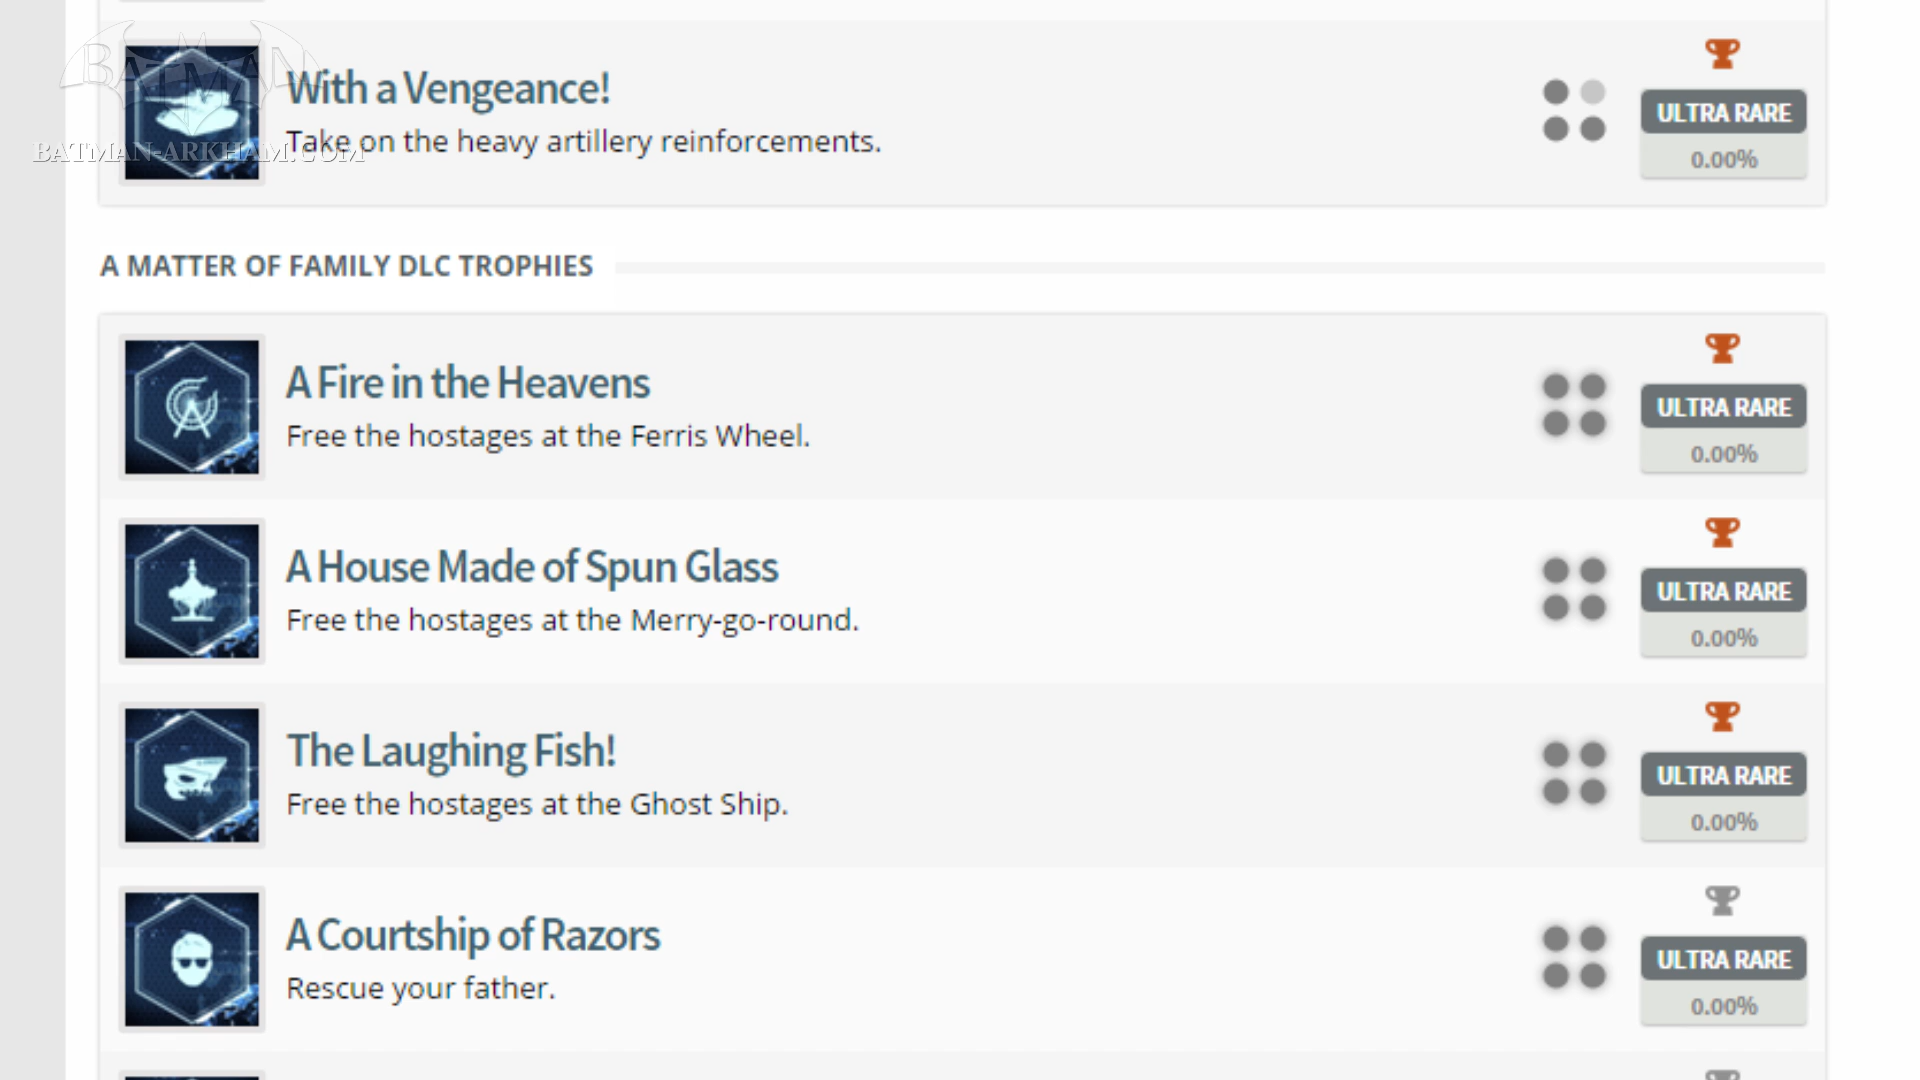 BATMAN
BATMAN-ARKHAM.COM
With a Vengeance!
Take on the heavy artillery reinforcements.
ULTRA RARE
0.00%
A MATTER OF FAMILY DLC TROPHIES
A Fire in the Heavens
Free the hostages at the Ferris Wheel.
ULTRA RARE
0.00%
A House Made of Spun Glass
Free the hostages at the Merry-go-round.
ULTRA RARE
0.00%
The Laughing Fish!
Free the hostages at the Ghost Ship.
ULTRA RARE
0.00%
A Courtship of Razors
Rescue your father.
ULTRA RARE
0.00%